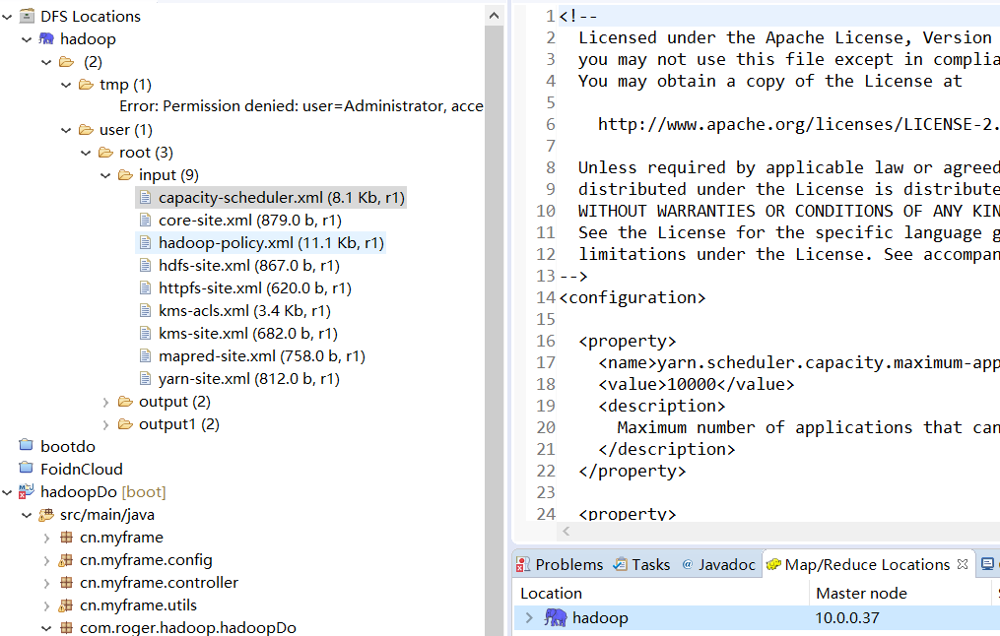 DFS Locations
hadoop
(2)
tmp (1)
Error: Permission denied: user=Administrator, acce
user (1)
root (3)
input (9)
capacity-scheduler.xml (8.1 Kb, r1)
core-site.xml (879.0 b, r1)
hadoop-policy.xml (11.1 Kb, r1)
hdfs-site.xml (867.0 b, r1)
httpfs-site.xml (620.0 b, r1)
kms-acls.xml (3.4 Kb, r1)
kms-site.xml (682.0 b, r1)
mapred-site.xml (758.0 b, r1)
yarn-site.xml (812.0 b, r1)
output (2)
output1 (2)
bootdo
FoidnCloud
hadoopDo [boot]
src/main/java
cn.myframe
cn.myframe.config
cn.myframe.controller
cn.myframe.utils
com.roger.hadoop.hadoopDo
1 <!--
2 Licensed under the Apache License, Version
3 you may not use this file except in complia
4 You may obtain a copy of the License at
5
6 http://www.apache.org/licenses/LICENSE-2.
7
8 Unless required by applicable law or agreed
9 distributed under the License is distribute
10 WITHOUT WARRANTIES OR CONDITIONS OF ANY KIN
11 See the License for the specific language g
12 limitations under the License. See accompan
13 -->
14 <configuration>
15
16 <property>
17 <name>yarn.scheduler.capacity.maximum-app
18 <value>10000</value>
19 <description>
20 Maximum number of applications that can
21 </description>
22 </property>
23
24 <property>
Problems Tasks @ Javadoc Map/Reduce Locations
Location Master node
hadoop 10.0.0.37